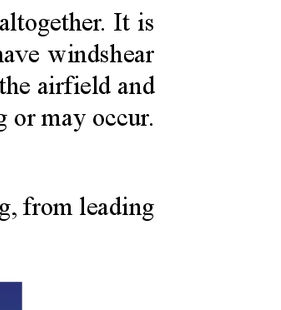 altogether. It is
have windshear
the airfield and
or may occur.
from leading